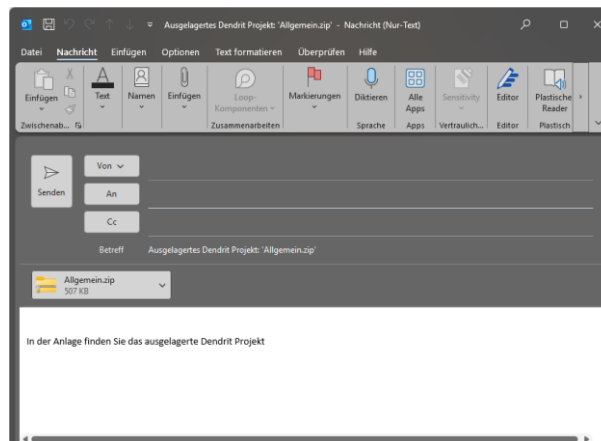 Ausgelagertes Dendrit Projekt: 'Allgemein.zip' - Nachricht (Nur-Text)
Datei Nachricht Einfügen Optionen Text formatieren Überprüfen Hilfe
Einfügen Text Namen Einfügen Loop-Komponenten Markierungen Diktieren Alle Apps Sensitivity Editor Plastische Reader
Zwischenab... Zusammenarbeiten Sprache Apps Vertraulich... Editor Plastisch
Von
Senden An
Cc
Betreff Ausgelagertes Dendrit Projekt: 'Allgemein.zip'
Allgemein.zip
507 KB
In der Anlage finden Sie das ausgelagerte Dendrit Projekt